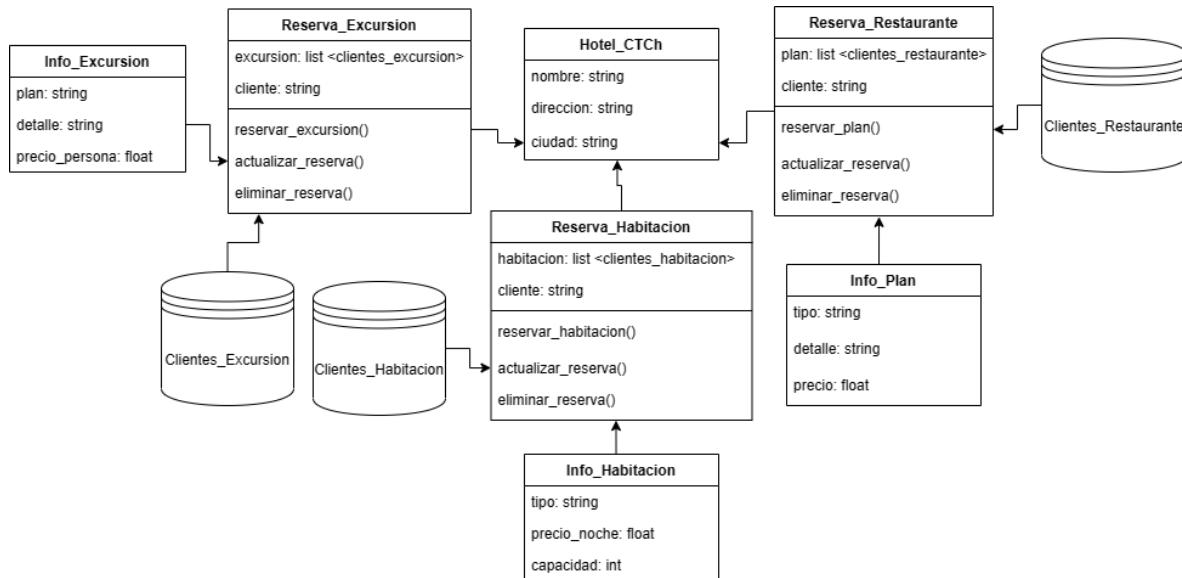 Reserva_Excursion
excursion: list <clientes_excursion>
cliente: string
reservar_excursion()
actualizar_reserva()
eliminar_reserva()
Info_Excursion
plan: string
detalle: string
precio_persona: float
Hotel_CTCh
nombre: string
direccion: string
ciudad: string
Reserva_Restaurante
plan: list <clientes_restaurante>
cliente: string
reservar_plan()
actualizar_reserva()
eliminar_reserva()
Clientes_Restaurante
Reserva_Habitacion
habitacion: list <clientes_habitacion>
cliente: string
reservar_habitacion()
actualizar_reserva()
eliminar_reserva()
Clientes_Excursion
Clientes_Habitacion
Info_Plan
tipo: string
detalle: string
precio: float
Info_Habitacion
tipo: string
precio_noche: float
capacidad: int